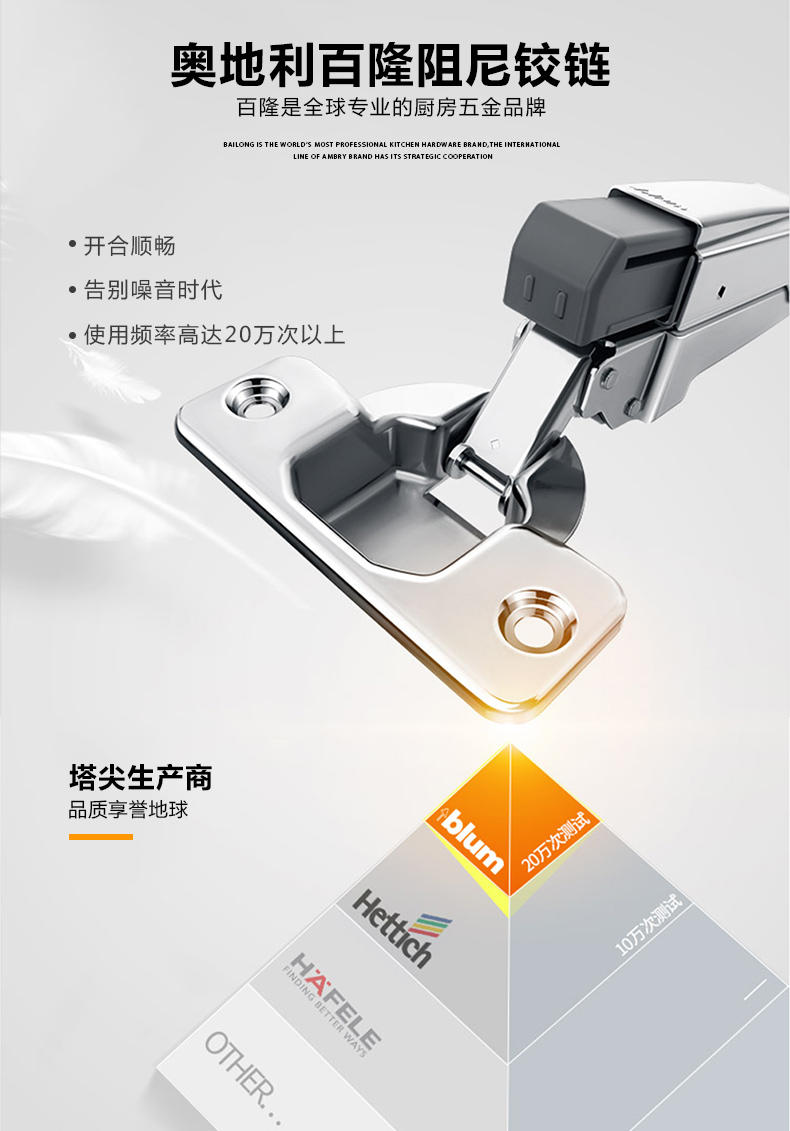 奥地利百隆阻尼铰链
百隆是全球专业的厨房五金品牌
BAILONG IS THE WORLD'S MOST PROFESSIONAL KITCHEN HARDWARE BRAND,THE INTERNATIONAL
LINE OF AMBRY BRAND HAS ITS STRATEGIC COOPERATION
• 开合顺畅
• 告别噪音时代
• 使用频率高达20万次以上
塔尖生产商
品质享誉地球
blum
20万次测试
Hettich
10万次测试
HÄFELE
FINDING BETTER WAYS
OTHER...